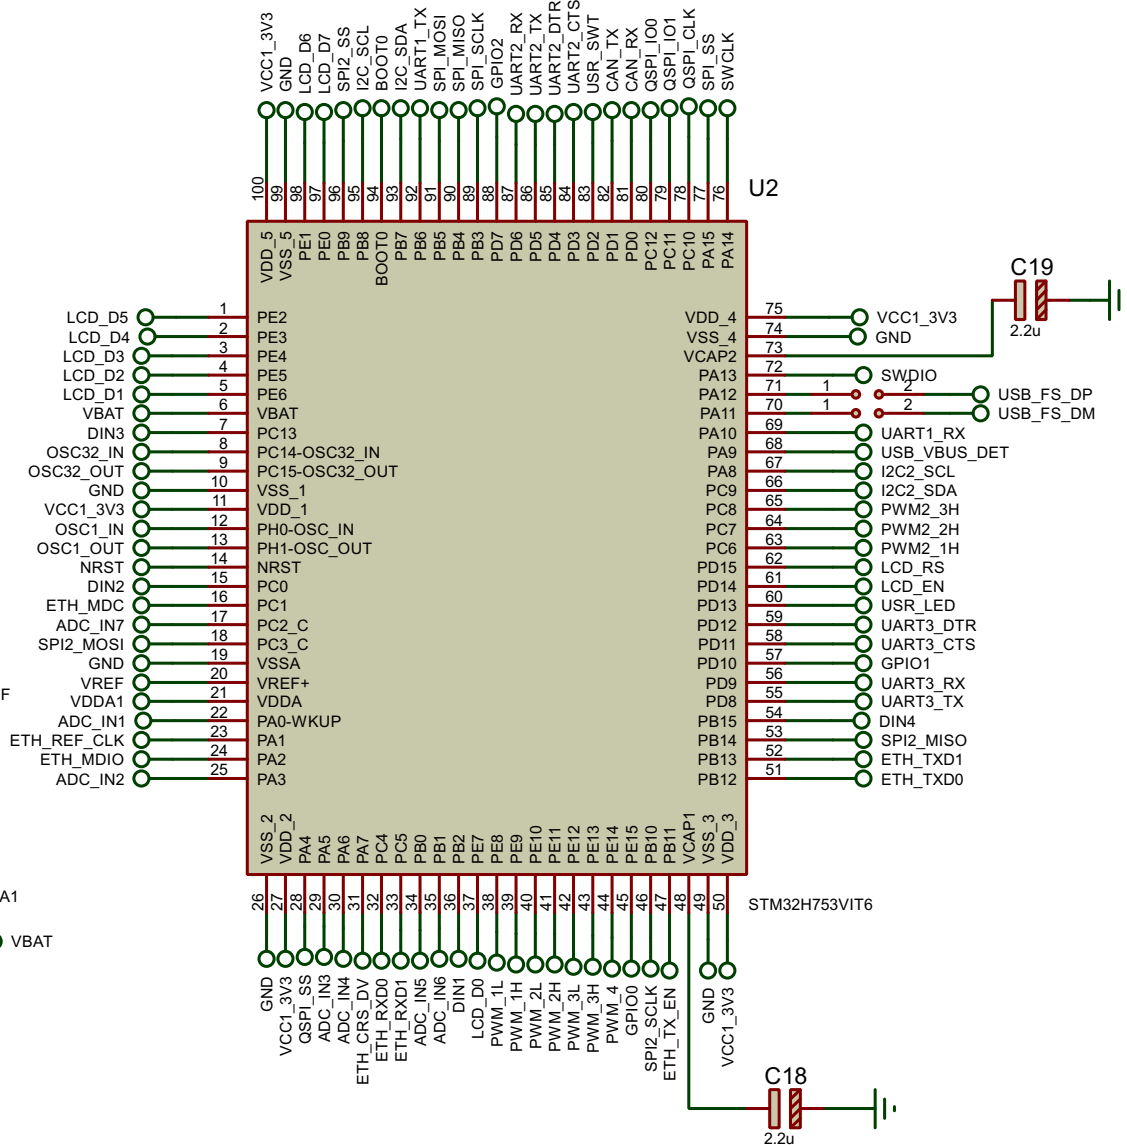 VCC1_3V3
GND
LCD_D6
LCD_D7
SPI2_SS
I2C_SCL
BOOT0
I2C_SDA
UART1_TX
SPI_MOSI
SPI_MISO
SPI_SCLK
GPIO2
UART2_RX
UART2_TX
UART2_DTR
UART2_CTS
USR_SWT
CAN_TX
CAN_RX
QSPI_IO0
QSPI_IO1
QSPI_CLK
SPI_SS
SWCLK
100 99 98 97 96 95 94 93 92 91 90 89 88 87 86 85 84 83 82 81 80 79 78 77 76
U2
VDD_5
VSS_5
PE1
PE0
PB9
PB8
BOOT0
PB7
PB6
PB5
PB4
PB3
PD7
PD6
PD5
PD4
PD3
PD2
PD1
PD0
PC12
PC11
PC10
PA15
PA14
C19
2.2u
LCD_D5 1 PE2
LCD_D4 2 PE3
LCD_D3 3 PE4
LCD_D2 4 PE5
LCD_D1 5 PE6
VBAT 6 VBAT
DIN3 7 PC13
OSC32_IN 8 PC14-OSC32_IN
OSC32_OUT 9 PC15-OSC32_OUT
GND 10 VSS_1
VCC1_3V3 11 VDD_1
OSC1_IN 12 PH0-OSC_IN
OSC1_OUT 13 PH1-OSC_OUT
NRST 14 NRST
DIN2 15 PC0
ETH_MDC 16 PC1
ADC_IN7 17 PC2_C
SPI2_MOSI 18 PC3_C
GND 19 VSSA
VREF 20 VREF+
VDDA1 21 VDDA
ADC_IN1 22 PA0-WKUP
ETH_REF_CLK 23 PA1
ETH_MDIO 24 PA2
ADC_IN2 25 PA3
VDD_4 75 VCC1_3V3
VSS_4 74 GND
VCAP2 73
PA13 72 SWDIO
PA12 71 1 2 USB_FS_DP
PA11 70 1 2 USB_FS_DM
PA10 69 UART1_RX
PA9 68 USB_VBUS_DET
PA8 67 I2C2_SCL
PC9 66 I2C2_SDA
PC8 65 PWM2_3H
PC7 64 PWM2_2H
PC6 63 PWM2_1H
PD15 62 LCD_RS
PD14 61 LCD_EN
PD13 60 USR_LED
PD12 59 UART3_DTR
PD11 58 UART3_CTS
PD10 57 GPIO1
PD9 56 UART3_RX
PD8 55 UART3_TX
PB15 54 DIN4
PB14 53 SPI2_MISO
PB13 52 ETH_TXD1
PB12 51 ETH_TXD0
F
A1
VBAT
VSS_2
VDD_2
PA4
PA5
PA6
PA7
PC4
PC5
PB0
PB1
PB2
PE7
PE8
PE9
PE10
PE11
PE12
PE13
PE14
PE15
PB10
PB11
VCAP1
VSS_3
VDD_3
26 27 28 29 30 31 32 33 34 35 36 37 38 39 40 41 42 43 44 45 46 47 48 49 50
STM32H753VIT6
GND
VCC1_3V3
QSPI_SS
ADC_IN3
ADC_IN4
ETH_CRS_DV
ETH_RXD0
ETH_RXD1
ADC_IN5
ADC_IN6
DIN1
LCD_D0
PWM_1L
PWM_1H
PWM_2L
PWM_2H
PWM_3L
PWM_3H
PWM_4
GPIO0
SPI2_SCLK
ETH_TX_EN
GND
VCC1_3V3
C18
2.2u